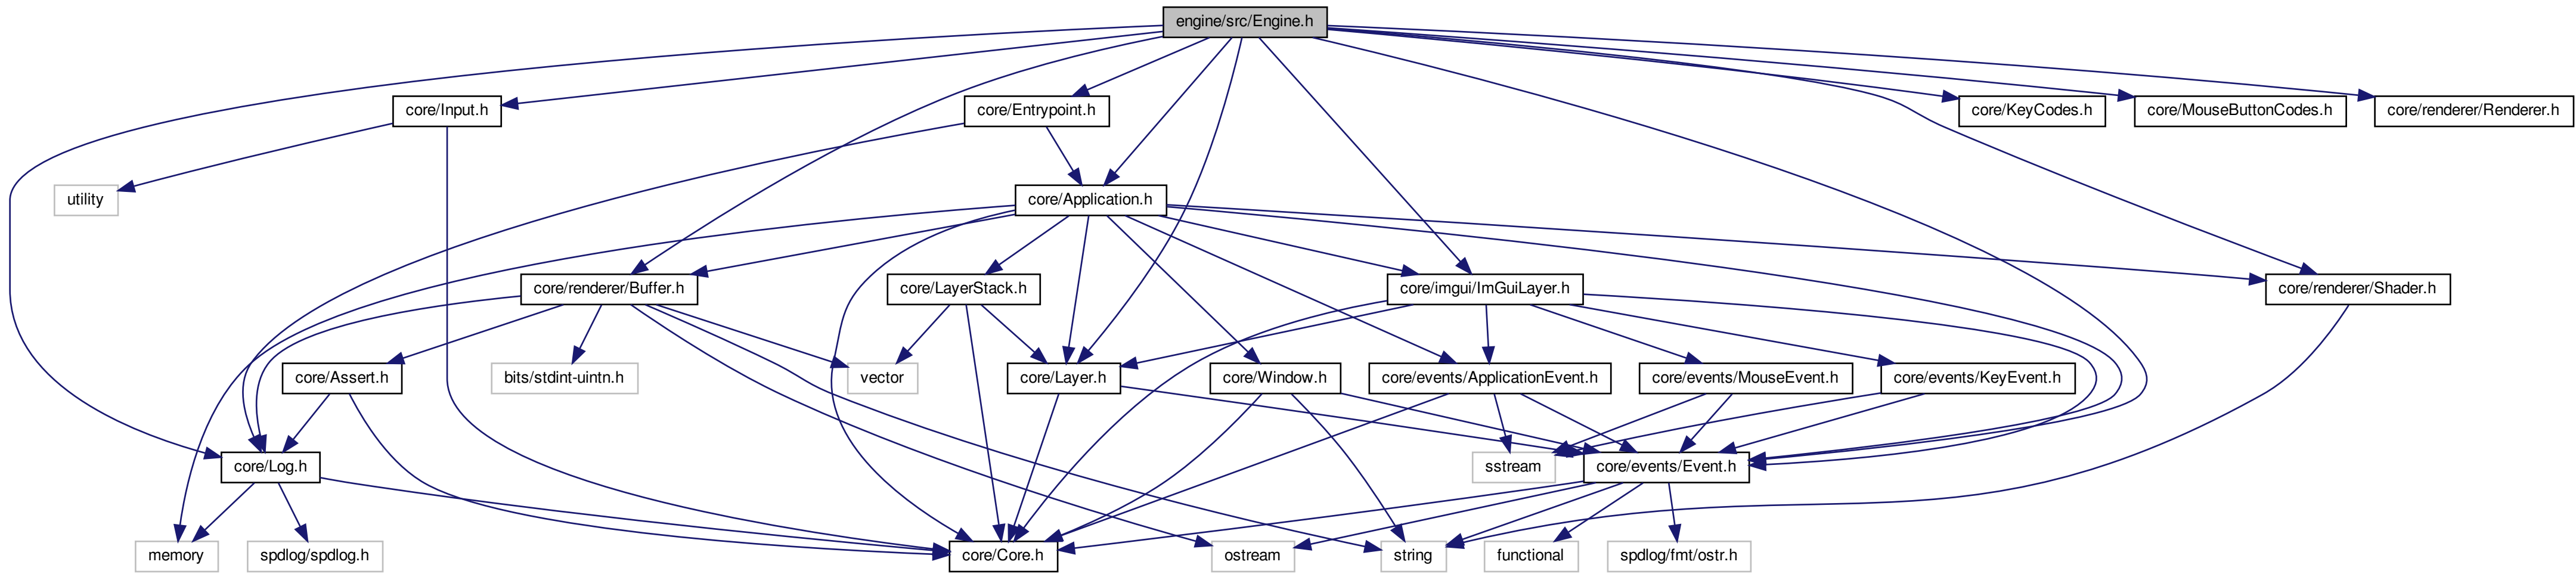 engine/src/Engine.h
core/Input.h
core/Entrypoint.h
core/KeyCodes.h
core/MouseButtonCodes.h
core/renderer/Renderer.h
utility
core/Application.h
core/renderer/Buffer.h
core/LayerStack.h
core/imgui/ImGuiLayer.h
core/renderer/Shader.h
core/Assert.h
bits/stdint-uintn.h
vector
core/Layer.h
core/Window.h
core/events/ApplicationEvent.h
core/events/MouseEvent.h
core/events/KeyEvent.h
core/Log.h
sstream
core/events/Event.h
memory
spdlog/spdlog.h
core/Core.h
ostream
string
functional
spdlog/fmt/ostr.h